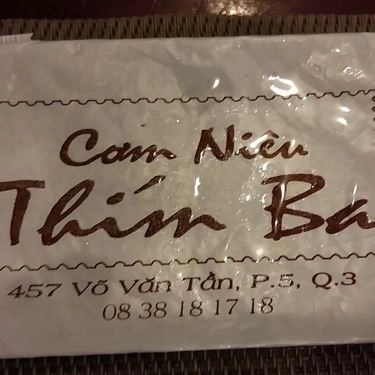 Cơm Niêu
Thím Ba
457 Võ Văn Tần, P.5, Q.3
08 38 18 17 18